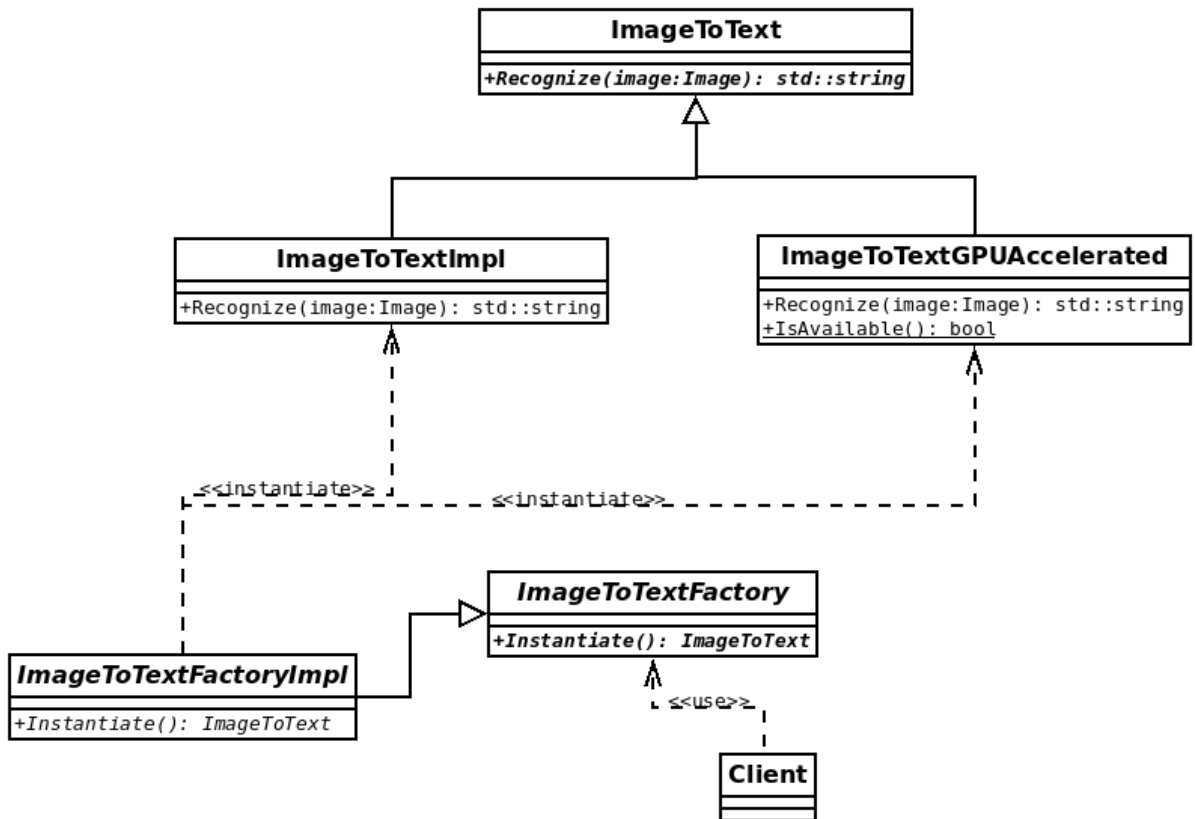 ImageToText
+Recognize(image:Image): std::string
ImageToTextImpl
+Recognize(image:Image): std::string
ImageToTextGPUAccelerated
+Recognize(image:Image): std::string
+IsAvailable(): bool
<<instantiate>>
<<instantiate>>
ImageToTextFactory
+Instantiate(): ImageToText
ImageToTextFactoryImpl
+Instantiate(): ImageToText
<<use>>
Client